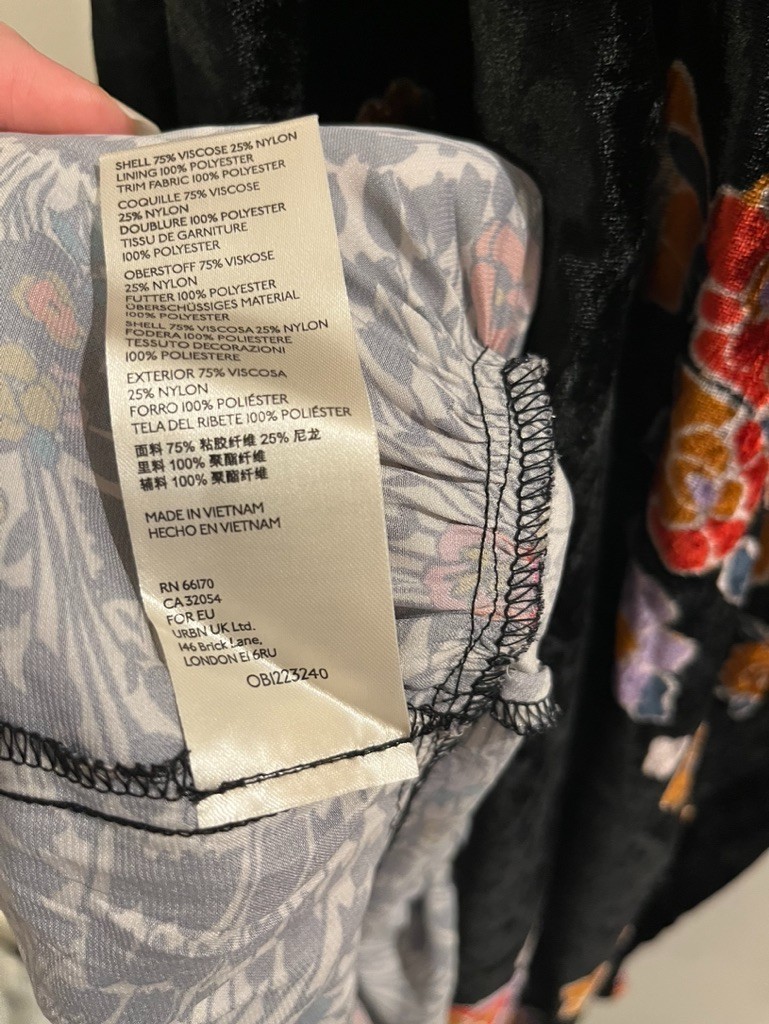 SHELL 75% VISCOSE 25% NYLON
LINING 100% POLYESTER
TRIM FABRIC 100% POLYESTER
COQUILLE 75% VISCOSE
25% NYLON
DOUBLURE 100% POLYESTER
TISSU DE GARNITURE
100% POLYESTER
OBERSTOFF 75% VISKOSE
25% NYLON
FUTTER 100% POLYESTER
ÜBERSCHÜSSIGES MATERIAL
100% POLYESTER
SHELL 75% VISCOSA 25% NYLON
FODERA 100% POLIESTERE
TESSUTO DECORAZIONI
100% POLIESTERE
EXTERIOR 75% VISCOSA
25% NYLON
FORRO 100% POLIÉSTER
TELA DEL RIBETE 100% POLIÉSTER
面料 75% 粘胶纤维 25% 尼龙
里料 100% 聚酯纤维
辅料 100% 聚酯纤维
MADE IN VIETNAM
HECHO EN VIETNAM
RN 66170
CA 32054
FOR EU
URBN UK Ltd.
146 Brick Lane,
LONDON E1 6RU
OB1223240